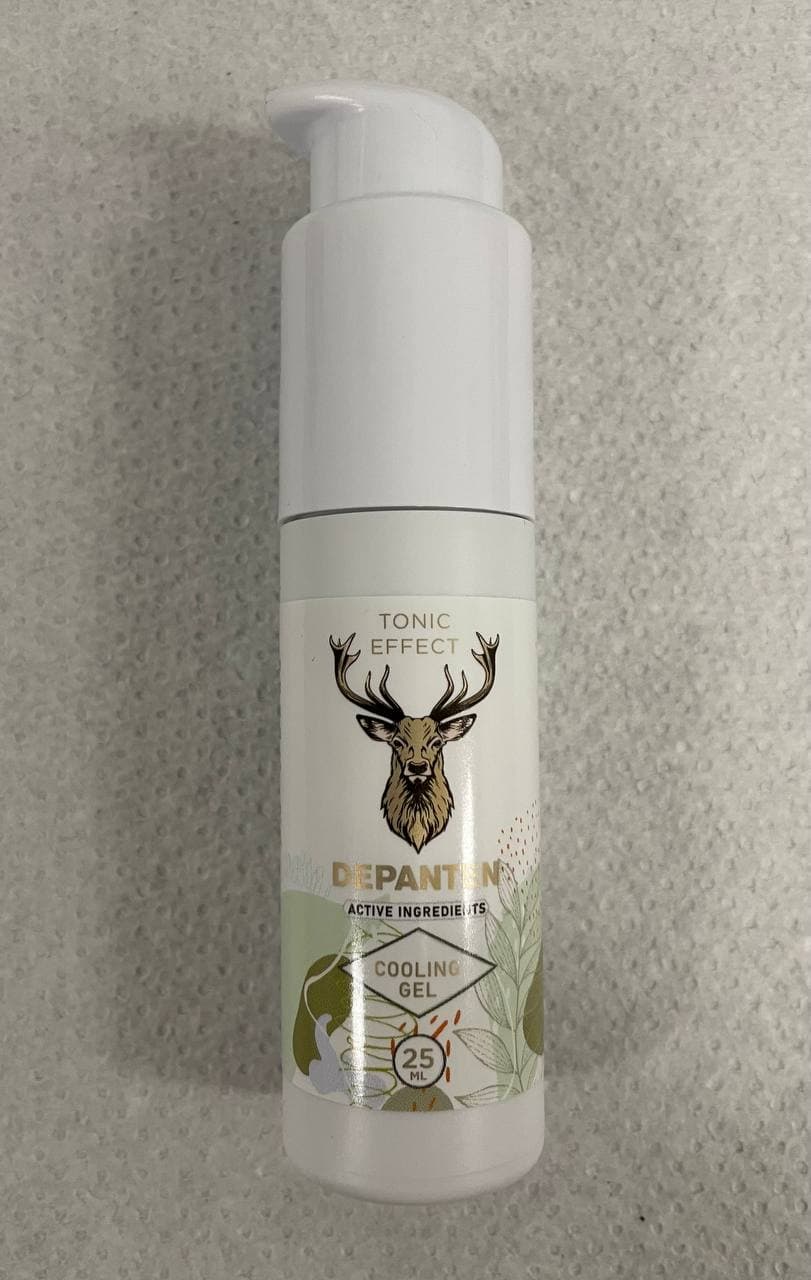 TONIC
EFFECT
DEPANTEN
ACTIVE INGREDIENTS
COOLING
GEL
25
ML